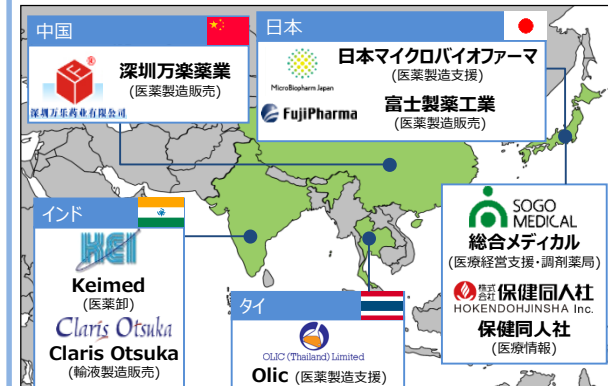 中国
深圳万楽薬業
(医薬製造販売)
深圳万乐药业有限公司
日本
MicroBiopharm Japan
日本マイクロバイオファーマ
(医薬製造支援)
FujiPharma
富士製薬工業
(医薬製造販売)
インド
KEI
Keimed
(医薬卸)
Claris Otsuka
Claris Otsuka
(輸液製造販売)
タイ
OLIC (Thailand) Limited
Olic (医薬製造支援)
SOGO
MEDICAL
総合メディカル
(医療経営支援・調剤薬局)
株式会社 保健同人社
HOKENDOHJINSHA Inc.
保健同人社
(医療情報)